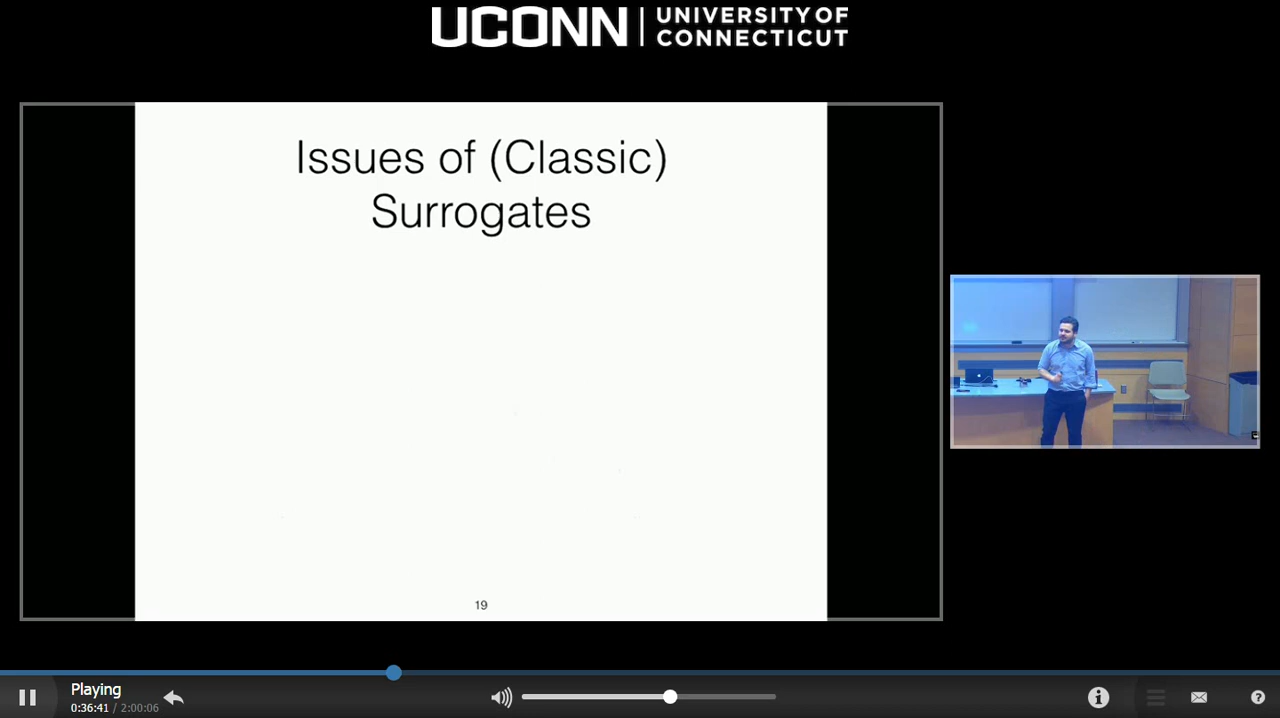 UCONN | UNIVERSITY OF
CONNECTICUT
Issues of (Classic)
Surrogates
19
Playing
0:36:41 / 2:00:06